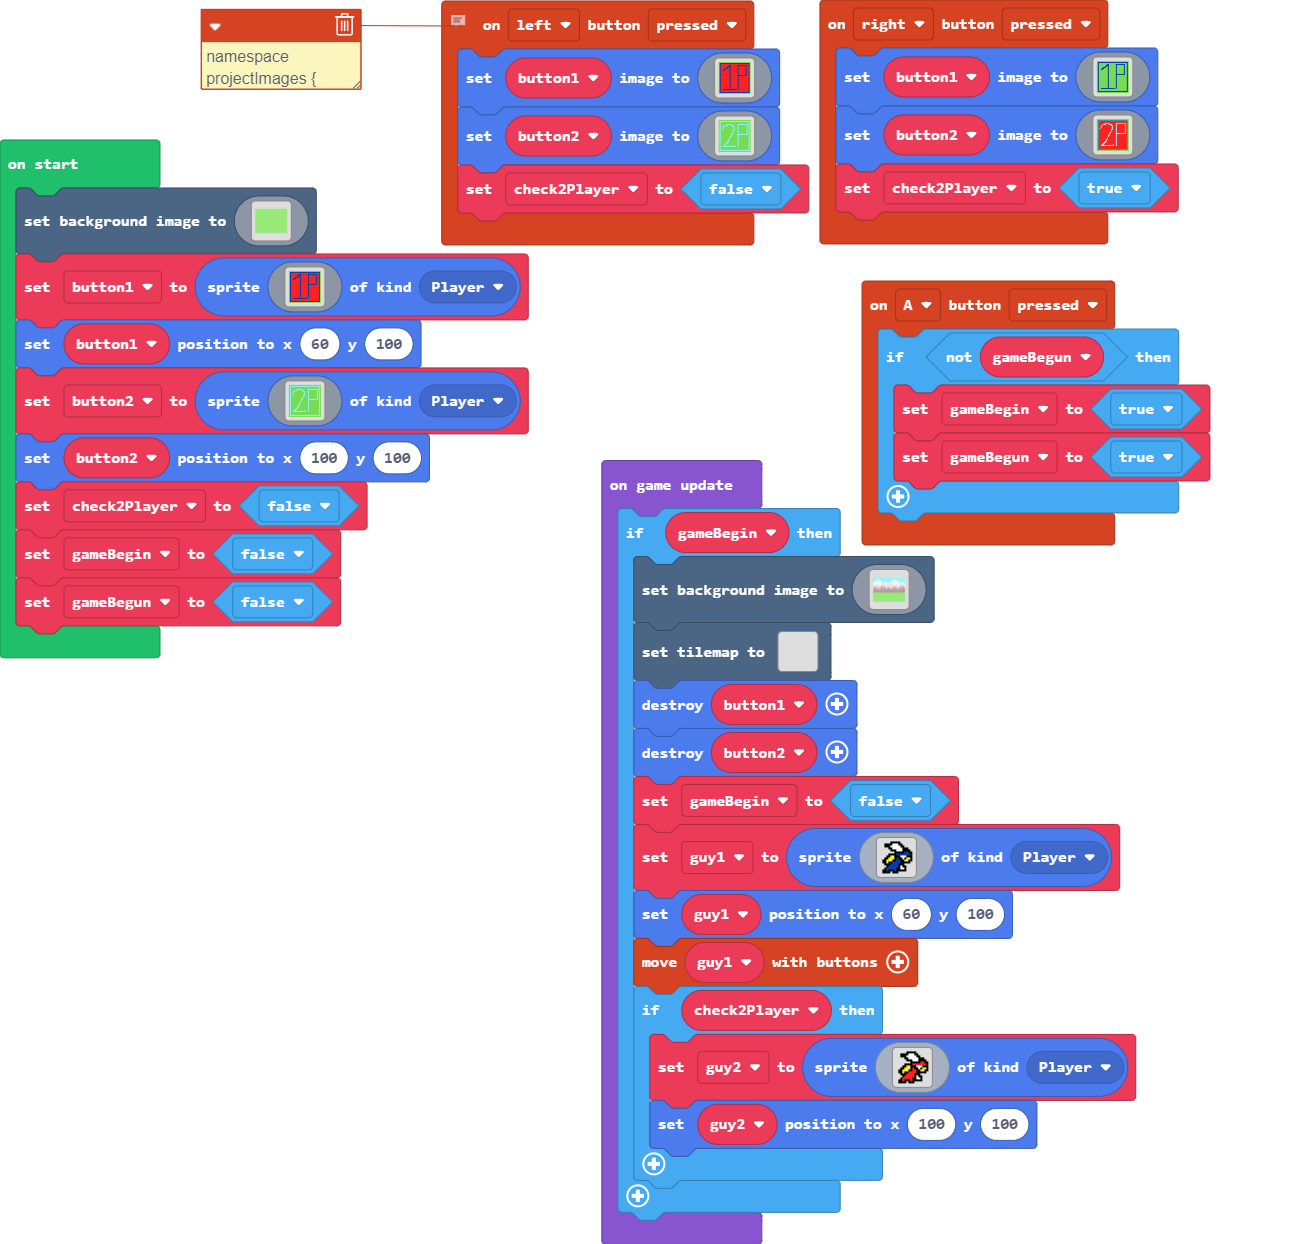 namespace
projectImages {
on left button pressed
set button1 image to 1P
set button2 image to 2P
set check2Player to false
on right button pressed
set button1 image to 1P
set button2 image to 2P
set check2Player to true
on start
set background image to
set button1 to sprite 1P of kind Player
set button1 position to x 60 y 100
set button2 to sprite 2P of kind Player
set button2 position to x 100 y 100
set check2Player to false
set gameBegin to false
set gameBegun to false
on A button pressed
if not gameBegun then
set gameBegin to true
set gameBegun to true
on game update
if gameBegin then
set background image to
set tilemap to
destroy button1
destroy button2
set gameBegin to false
set guy1 to sprite of kind Player
set guy1 position to x 60 y 100
move guy1 with buttons
if check2Player then
set guy2 to sprite of kind Player
set guy2 position to x 100 y 100